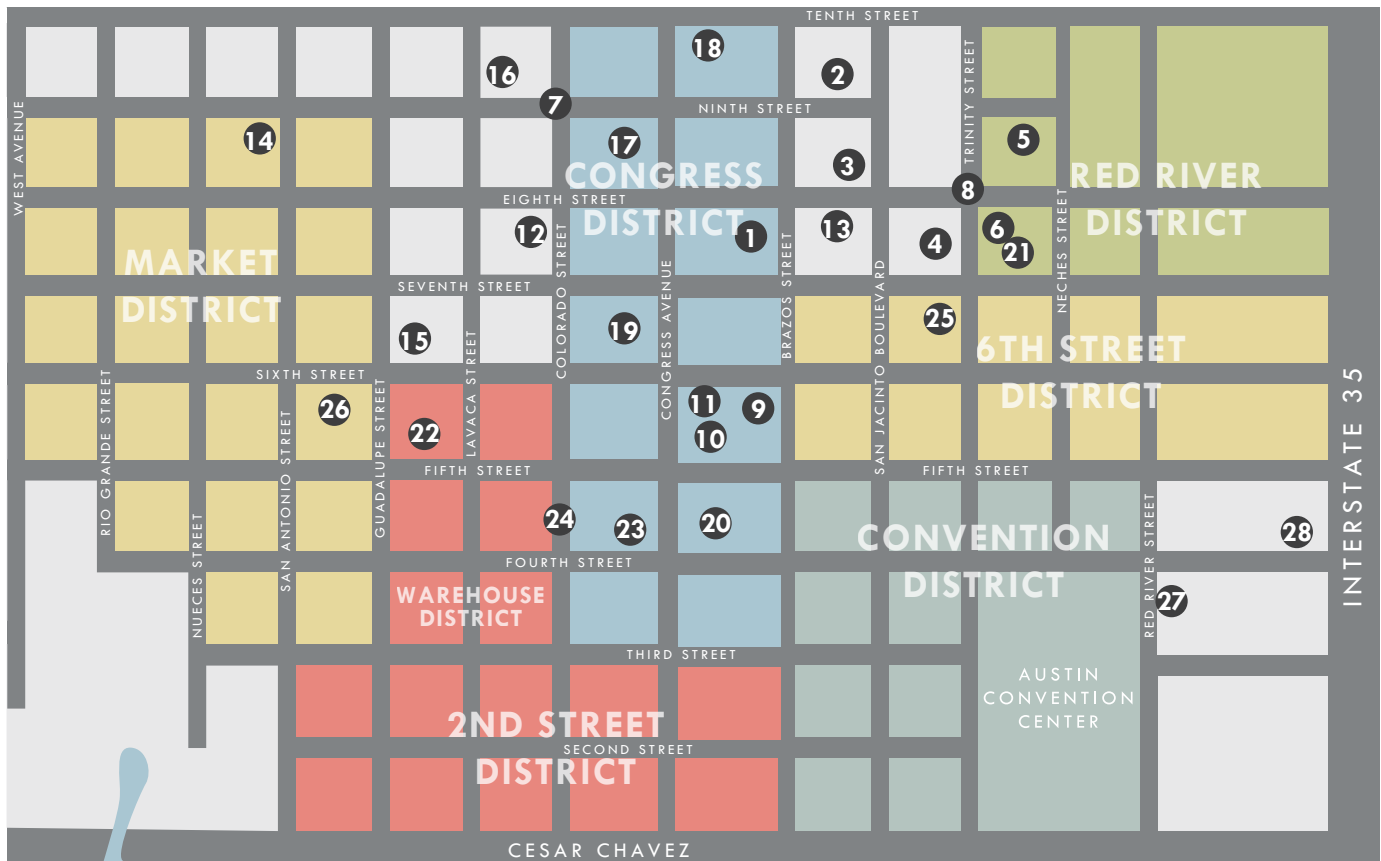 TENTH STREET
18
2
16
7
NINTH STREET
TRINITY STREET
WEST AVENUE
14
17
5
3
CONGRESS
DISTRICT
RED RIVER
DISTRICT
8
EIGHTH STREET
12
1
13
4
6
21
NECHES STREET
MARKET
DISTRICT
COLORADO STREET
CONGRESS AVENUE
BRAZOS STREET
SAN JACINTO BOULEVARD
SEVENTH STREET
15
19
25
6TH STREET
DISTRICT
LAVACA STREET
SIXTH STREET
RIO GRANDE STREET
SAN ANTONIO STREET
GUADALUPE STREET
26
22
11
9
10
INTERSTATE 35
FIFTH STREET
FIFTH STREET
NUECES STREET
24
23
20
CONVENTION
DISTRICT
RED RIVER STREET
28
FOURTH STREET
WAREHOUSE
DISTRICT
27
THIRD STREET
AUSTIN
CONVENTION
CENTER
2ND STREET
DISTRICT
SECOND STREET
CESAR CHAVEZ